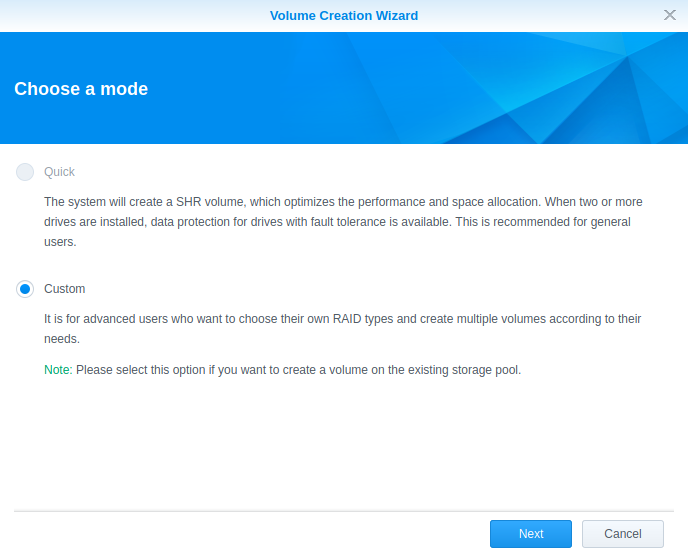 Volume Creation Wizard
Choose a mode
Quick
The system will create a SHR volume, which optimizes the performance and space allocation. When two or more
drives are installed, data protection for drives with fault tolerance is available. This is recommended for general
users.
Custom
It is for advanced users who want to choose their own RAID types and create multiple volumes according to their
needs.
Note: Please select this option if you want to create a volume on the existing storage pool.
Next Cancel